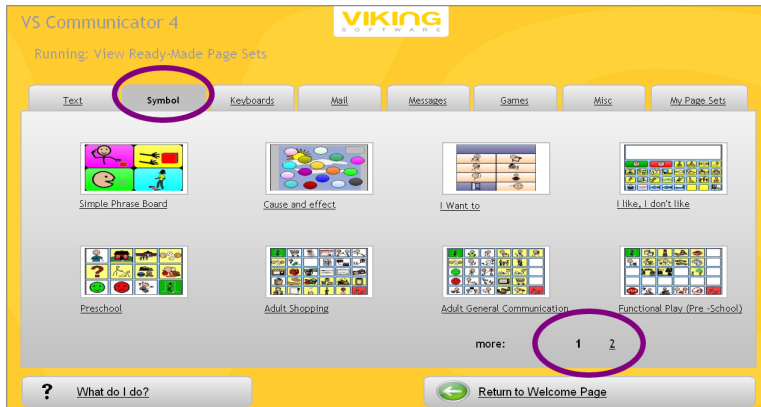 VS Communicator 4
VIKING
SOFTWARE
Running: View Ready-Made Page Sets
Text Symbol Keyboards Mail Messages Games Misc My Page Sets
Simple Phrase Board Cause and effect I Want to I like, I don't like
Preschool Adult Shopping Adult General Communication Functional Play (Pre -School)
more: 1 2
? What do I do? Return to Welcome Page